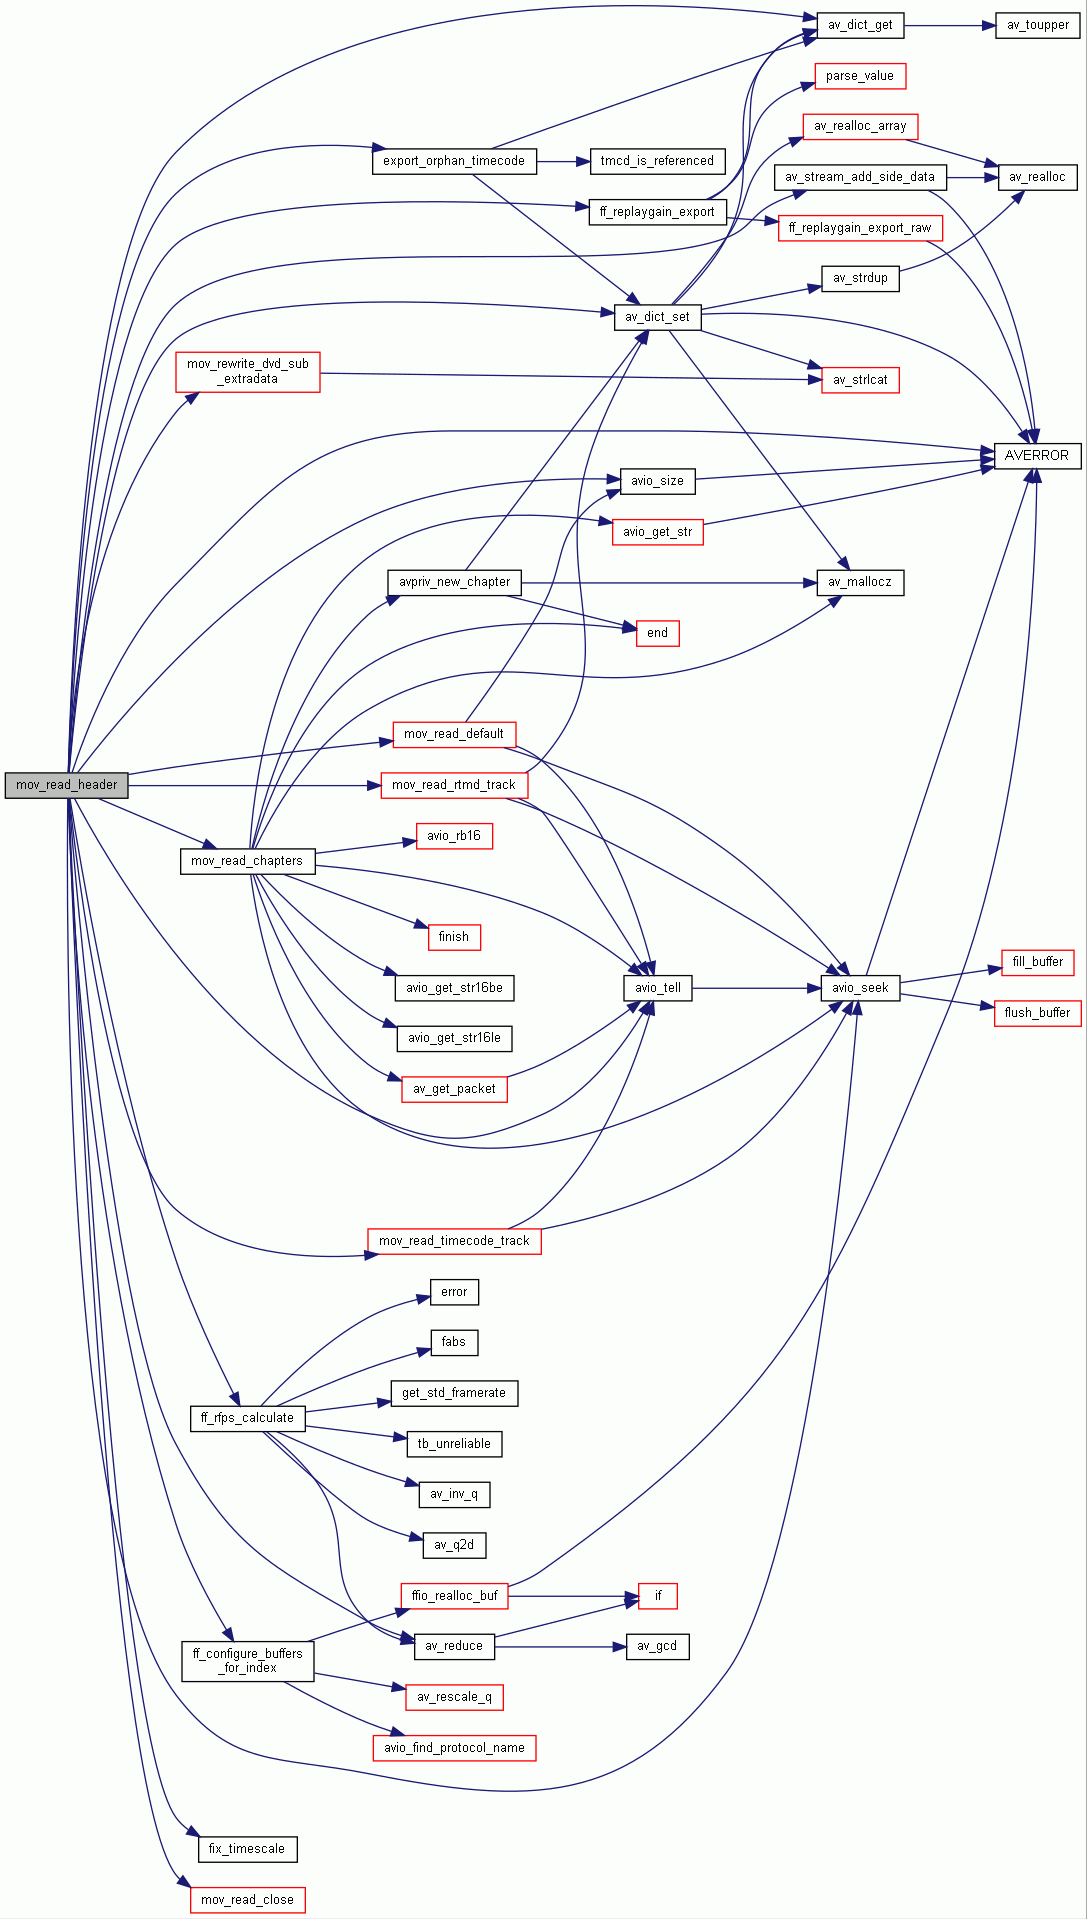 av_dict_get
av_toupper
parse_value
av_realloc_array
export_orphan_timecode
tmcd_is_referenced
av_stream_add_side_data
av_realloc
ff_replaygain_export
ff_replaygain_export_raw
av_strdup
av_dict_set
mov_rewrite_dvd_sub
_extradata
av_strlcat
AVERROR
avio_size
avio_get_str
avpriv_new_chapter
av_mallocz
end
mov_read_default
mov_read_header
mov_read_rtmd_track
avio_rb16
mov_read_chapters
finish
fill_buffer
avio_get_str16be
avio_tell
avio_seek
flush_buffer
avio_get_str16le
av_get_packet
mov_read_timecode_track
error
fabs
get_std_framerate
ff_rfps_calculate
tb_unreliable
av_inv_q
av_q2d
ffio_realloc_buf
if
av_reduce
av_gcd
ff_configure_buffers
_for_index
av_rescale_q
avio_find_protocol_name
fix_timescale
mov_read_close